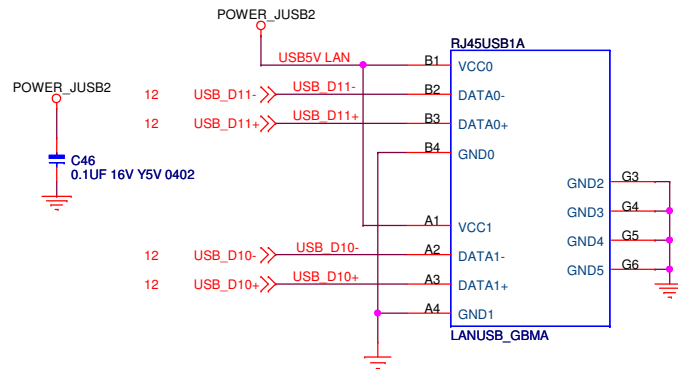 POWER_JUSB2
RJ45USB1A
USB5V LAN
B1
VCC0
POWER_JUSB2
12
USB_D11-
USB_D11-
B2
DATA0-
12
USB_D11+
USB_D11+
B3
DATA0+
B4
GND0
C46
0.1UF 16V Y5V 0402
GND2
G3
GND3
G4
A1
VCC1
GND4
G5
12
USB_D10-
USB_D10-
A2
DATA1-
GND5
G6
12
USB_D10+
USB_D10+
A3
DATA1+
A4
GND1
LANUSB_GBMA